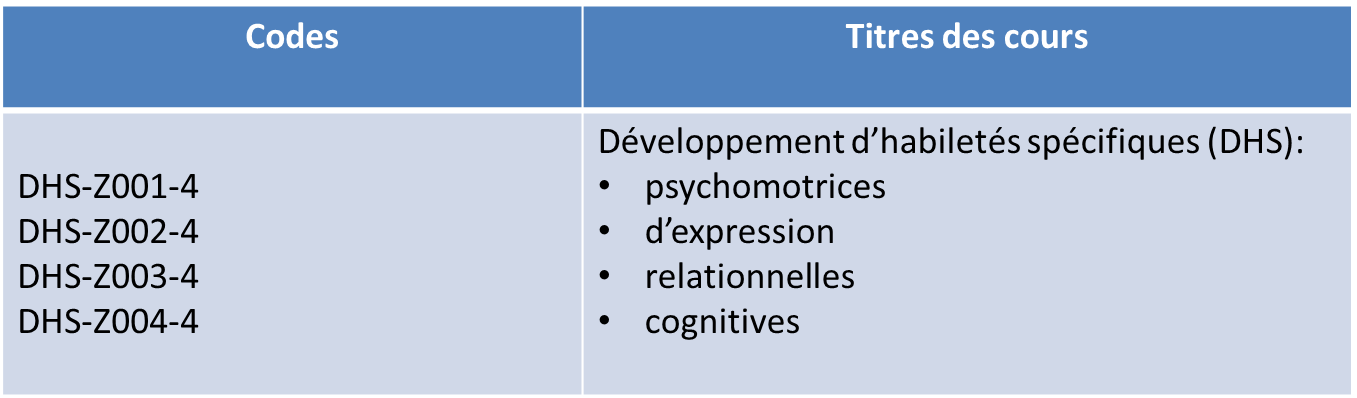 Codes
Titres des cours
Développement d’habiletés spécifiques (DHS):
DHS-Z001-4
• psychomotrices
DHS-Z002-4
• d’expression
DHS-Z003-4
• relationnelles
DHS-Z004-4
• cognitives